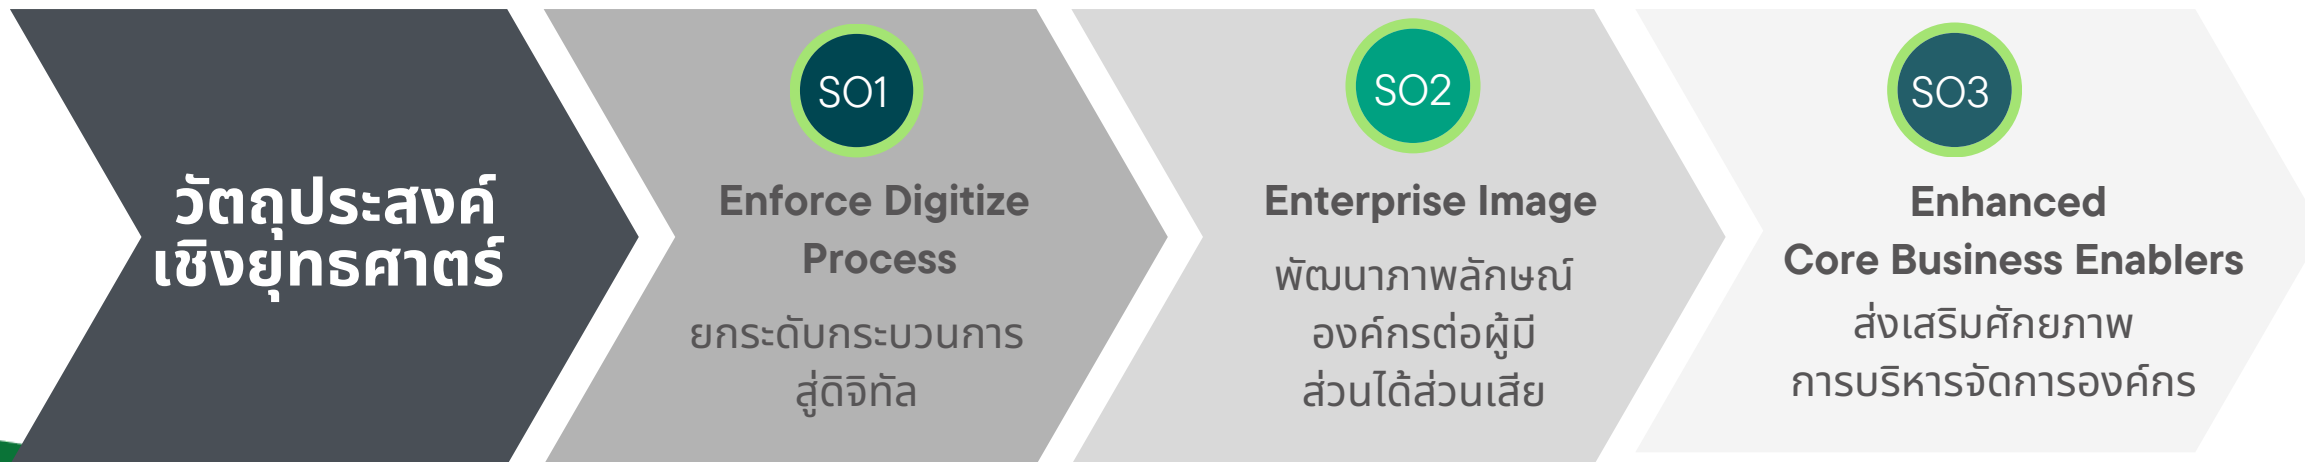 วัตถุประสงค์
เชิงยุทธศาตร์
SO1
Enforce Digitize
Process
ยกระดับกระบวนการ
สู่ดิจิทัล
SO2
Enterprise Image
พัฒนาภาพลักษณ์
องค์กรต่อผู้มี
ส่วนได้ส่วนเสีย
SO3
Enhanced
Core Business Enablers
ส่งเสริมศักยภาพ
การบริหารจัดการองค์กร